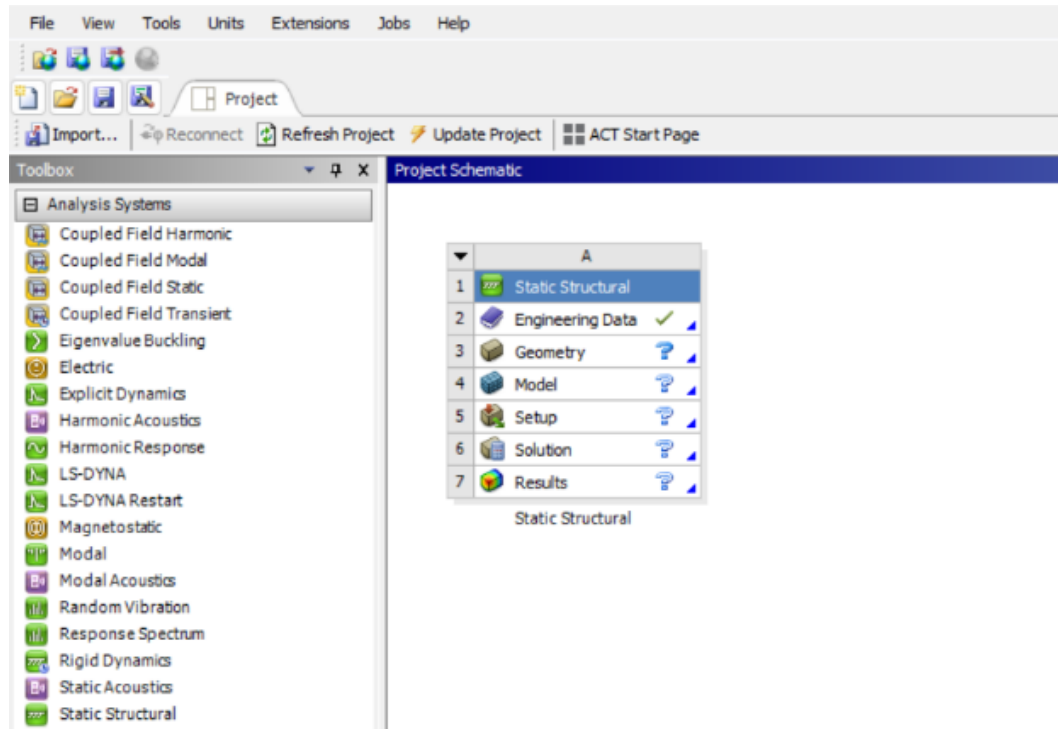 File View Tools Units Extensions Jobs Help
Project
Import... Reconnect Refresh Project Update Project ACT Start Page
Toolbox
Analysis Systems
Coupled Field Harmonic
Coupled Field Modal
Coupled Field Static
Coupled Field Transient
Eigenvalue Buckling
Electric
Explicit Dynamics
Harmonic Acoustics
Harmonic Response
LS-DYNA
LS-DYNA Restart
Magnetostatic
Modal
Modal Acoustics
Random Vibration
Response Spectrum
Rigid Dynamics
Static Acoustics
Static Structural
Project Schematic
A
1 Static Structural
2 Engineering Data
3 Geometry ?
4 Model ?
5 Setup ?
6 Solution ?
7 Results ?
Static Structural